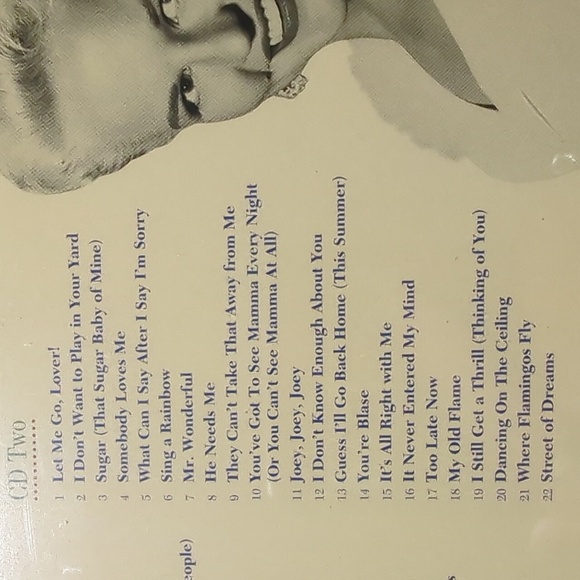 CD Two
1 Let Me Go, Lover!
2 I Don't Want to Play in Your Yard
3 Sugar (That Sugar Baby of Mine)
4 Somebody Loves Me
5 What Can I Say After I Say I'm Sorry
6 Sing a Rainbow
7 Mr. Wonderful
8 He Needs Me
9 They Can't Take That Away from Me
10 You've Got To See Mamma Every Night
(Or You Can't See Mamma At All)
11 Joey, Joey, Joey
12 I Don't Know Enough About You
13 Guess I'll Go Back Home (This Summer)
14 You're Blase
15 It's All Right with Me
16 It Never Entered My Mind
17 Too Late Now
18 My Old Flame
19 I Still Get a Thrill (Thinking of You)
20 Dancing On The Ceiling
21 Where Flamingos Fly
22 Street of Dreams
eople)
s